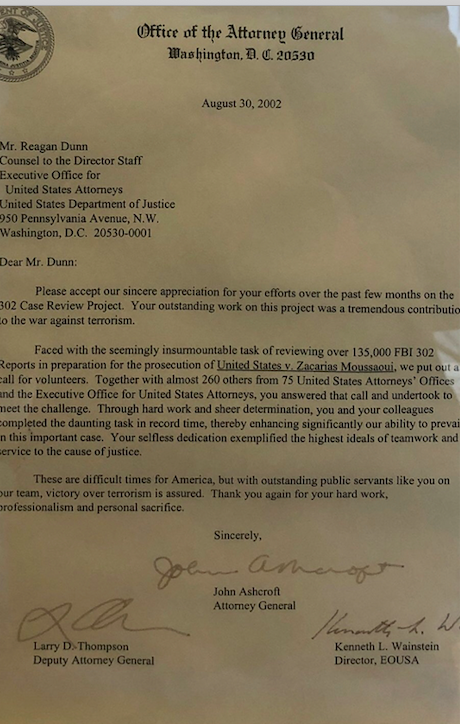 Office of the Attorney General
Washington, D. C. 20530
August 30, 2002
Mr. Reagan Dunn
Counsel to the Director Staff
Executive Office for
United States Attorneys
United States Department of Justice
950 Pennsylvania Avenue, N.W.
Washington, D.C. 20530-0001
Dear Mr. Dunn:
Please accept our sincere appreciation for your efforts over the past few months on the
302 Case Review Project. Your outstanding work on this project was a tremendous contributio
to the war against terrorism.
Faced with the seemingly insurmountable task of reviewing over 135,000 FBI 302
Reports in preparation for the prosecution of United States v. Zacarias Moussaoui, we put out a
call for volunteers. Together with almost 260 others from 75 United States Attorneys' Offices
and the Executive Office for United States Attorneys, you answered that call and undertook to
meet the challenge. Through hard work and sheer determination, you and your colleagues
completed the daunting task in record time, thereby enhancing significantly our ability to prevai
in this important case. Your selfless dedication exemplified the highest ideals of teamwork and
service to the cause of justice.
These are difficult times for America, but with outstanding public servants like you on
our team, victory over terrorism is assured. Thank you again for your hard work,
professionalism and personal sacrifice.
Sincerely,
John Ashcroft
John Ashcroft
Attorney General
Kenneth L. W
Larry D. Thompson
Deputy Attorney General
Kenneth L. Wainstein
Director, EOUSA